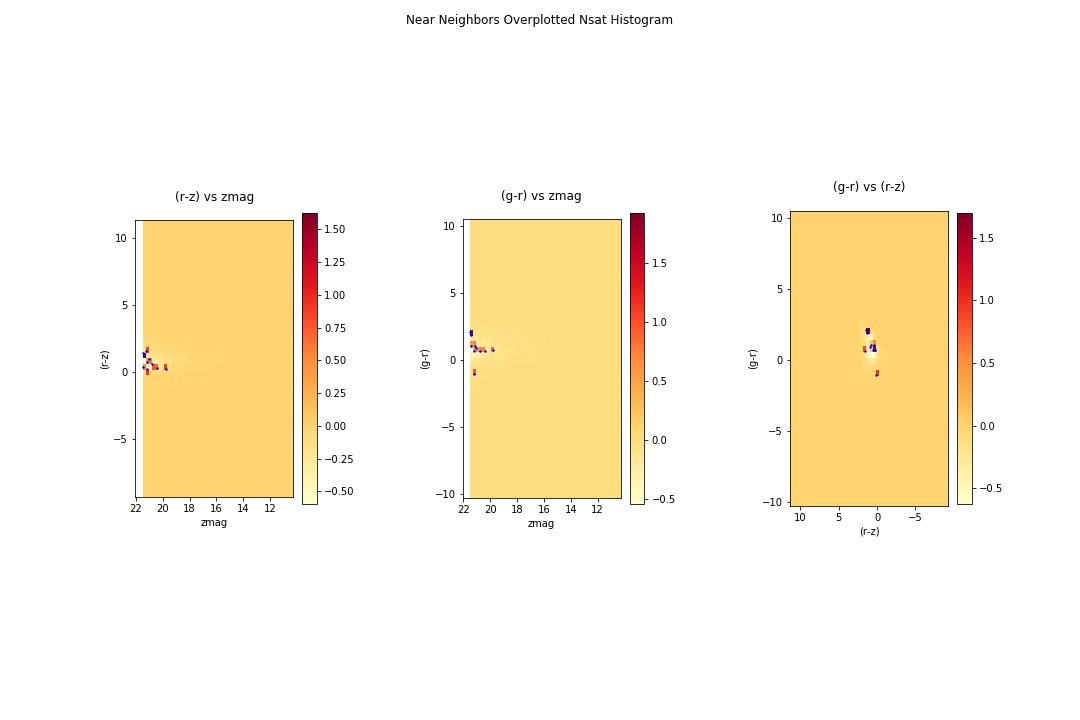 Near Neighbors Overplotted Nsat Histogram
(r-z) vs zmag
10
5
0
−5
(r-z)
22 20 18 16 14 12
zmag
1.50
1.25
1.00
0.75
0.50
0.25
0.00
−0.25
−0.50
(g-r) vs zmag
10
5
0
−5
−10
(g-r)
22 20 18 16 14 12
zmag
1.5
1.0
0.5
0.0
−0.5
(g-r) vs (r-z)
10
5
0
−5
−10
(g-r)
10 5 0 −5
(r-z)
1.5
1.0
0.5
0.0
−0.5